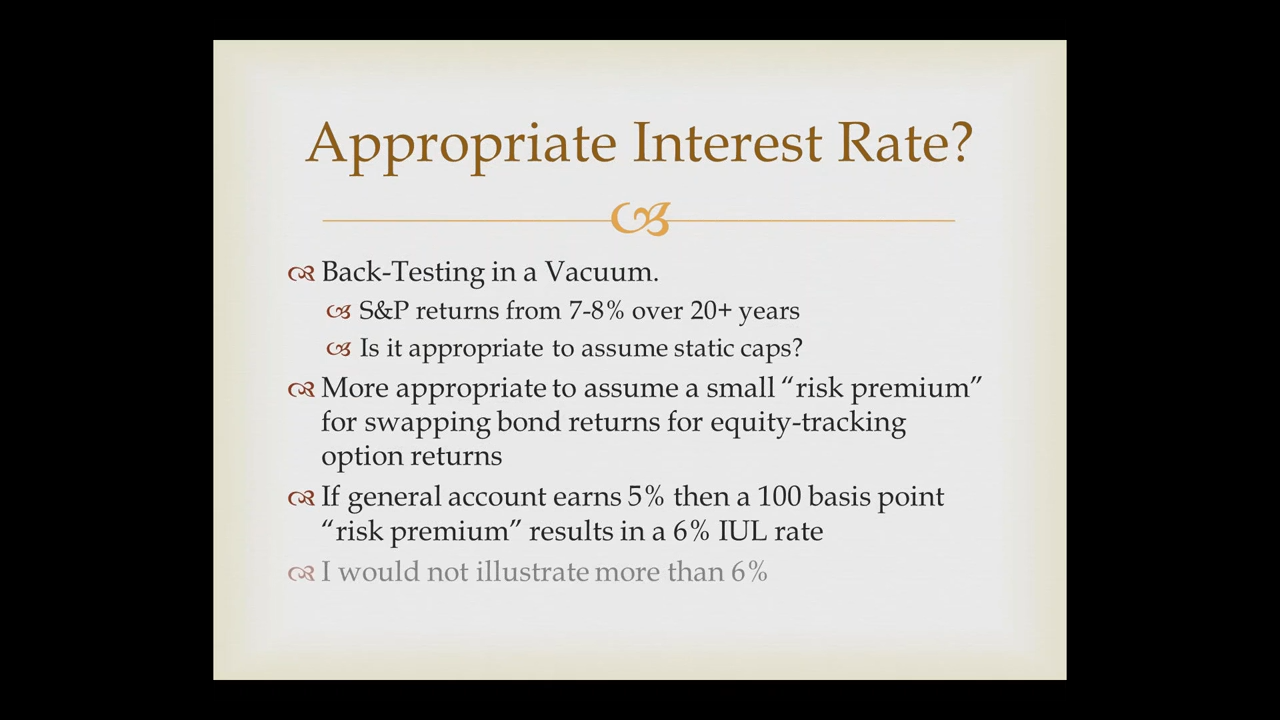 Appropriate Interest Rate?
Back-Testing in a Vacuum.
S&P returns from 7-8% over 20+ years
Is it appropriate to assume static caps?
More appropriate to assume a small “risk premium”
for swapping bond returns for equity-tracking
option returns
If general account earns 5% then a 100 basis point
“risk premium” results in a 6% IUL rate
I would not illustrate more than 6%